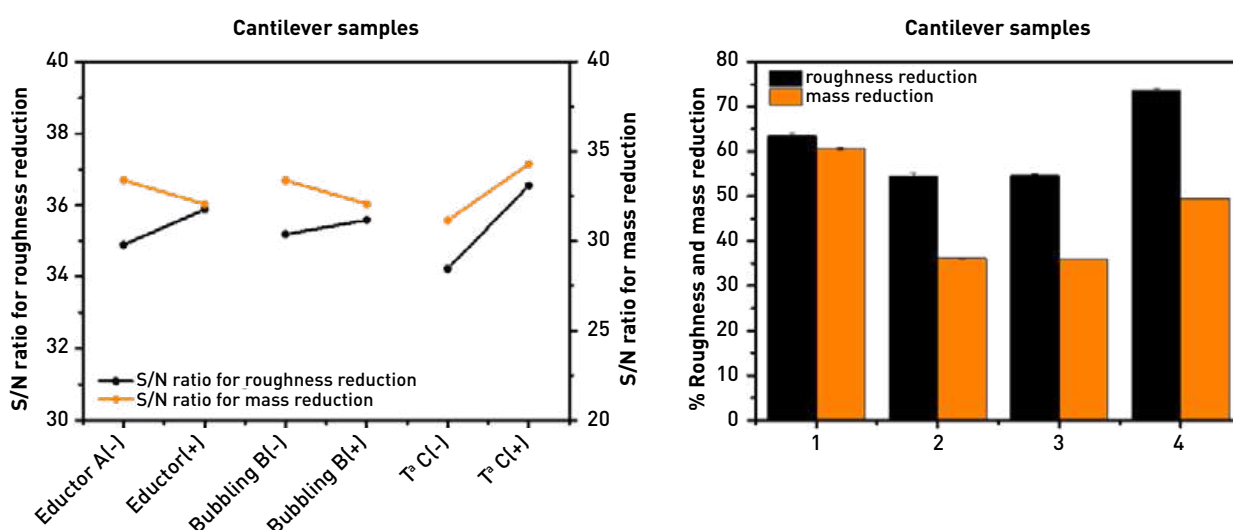 Cantilever samples
S/N ratio for roughness reduction
40
38
36
34
32
30
40
35
30
25
20
S/N ratio for mass reduction
S/N ratio for roughness reduction
S/N ratio for mass reduction
Eductor A(-)
Eductor(+)
Bubbling B(-)
Bubbling B(+)
Tª C(-)
Tª C(+)
Cantilever samples
% Roughness and mass reduction
80
70
60
50
40
30
20
10
0
roughness reduction
mass reduction
1
2
3
4